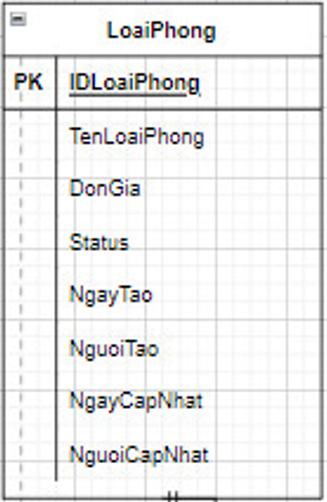 LoaiPhong
PK IDLoaiPhong
TenLoaiPhong
DonGia
Status
NgayTao
NguoiTao
NgayCapNhat
NguoiCapNhat